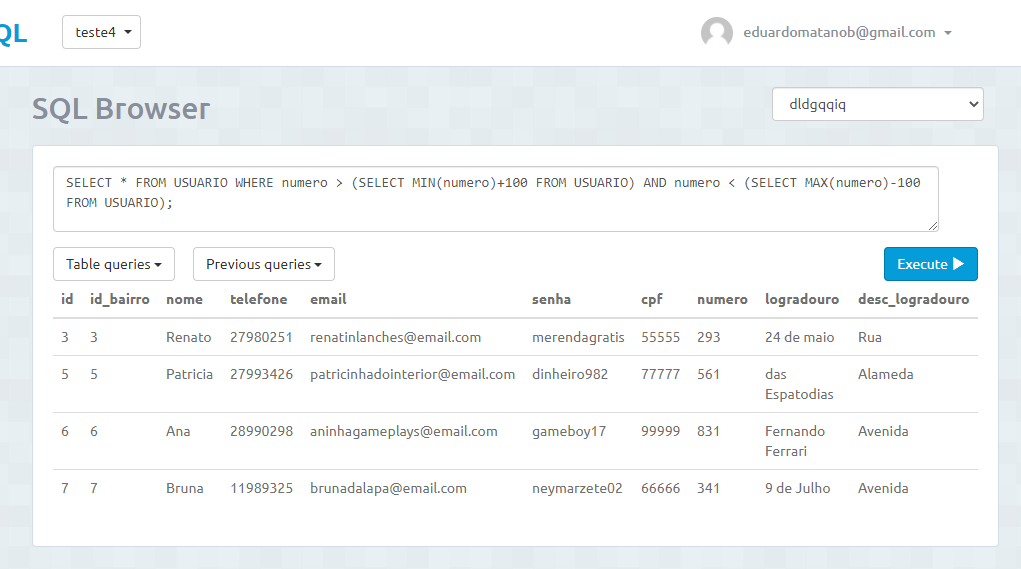 QL
teste4
eduardomatanob@gmail.com
SQL Browser
dldgqqiq
SELECT * FROM USUARIO WHERE numero > (SELECT MIN(numero)+100 FROM USUARIO) AND numero < (SELECT MAX(numero)-100
FROM USUARIO);
Table queries Previous queries Execute
id id_bairro nome telefone email senha cpf numero logradouro desc_logradouro
3 3 Renato 27980251 renatinlanches@email.com merendagratis 55555 293 24 de maio Rua
5 5 Patricia 27993426 patricinhadointerior@email.com dinheiro982 77777 561 das Alameda
Espatodias
6 6 Ana 28990298 aninhagameplays@email.com gameboy17 99999 831 Fernando Avenida
Ferrari
7 7 Bruna 11989325 brunadalapa@email.com neymarzete02 66666 341 9 de Julho Avenida